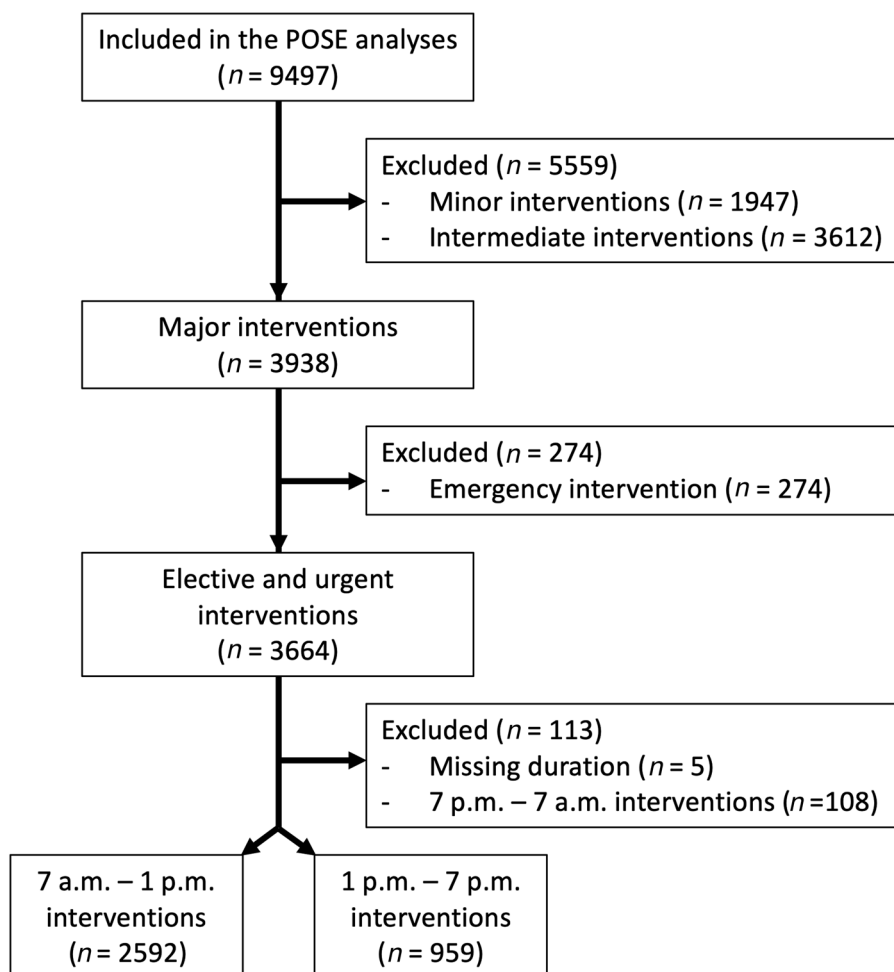 Included in the POSE analyses
(n = 9497)
Excluded (n = 5559)
- Minor interventions (n = 1947)
- Intermediate interventions (n = 3612)
Major interventions
(n = 3938)
Excluded (n = 274)
- Emergency intervention (n = 274)
Elective and urgent
interventions
(n = 3664)
Excluded (n = 113)
- Missing duration (n = 5)
- 7 p.m. – 7 a.m. interventions (n =108)
7 a.m. – 1 p.m.
interventions
(n = 2592)
1 p.m. – 7 p.m.
interventions
(n = 959)